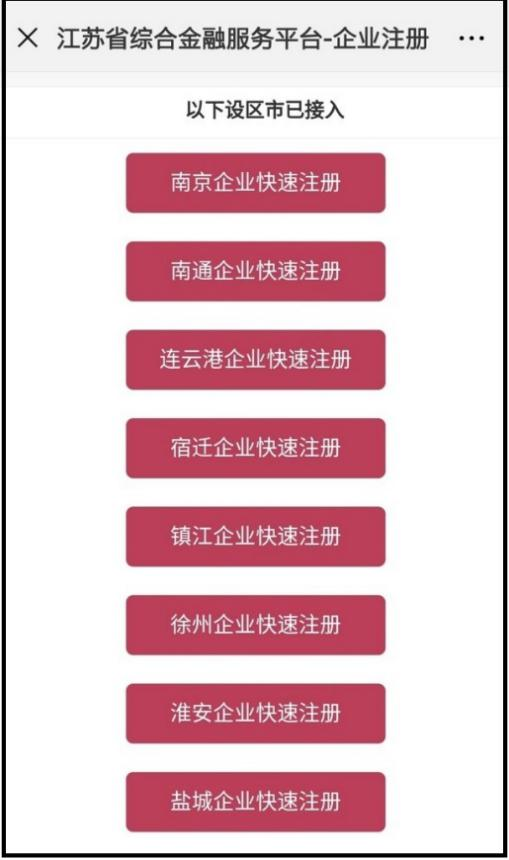 × 江苏省综合金融服务平台-企业注册 ···
以下设区市已接入
南京企业快速注册
南通企业快速注册
连云港企业快速注册
宿迁企业快速注册
镇江企业快速注册
徐州企业快速注册
淮安企业快速注册
盐城企业快速注册